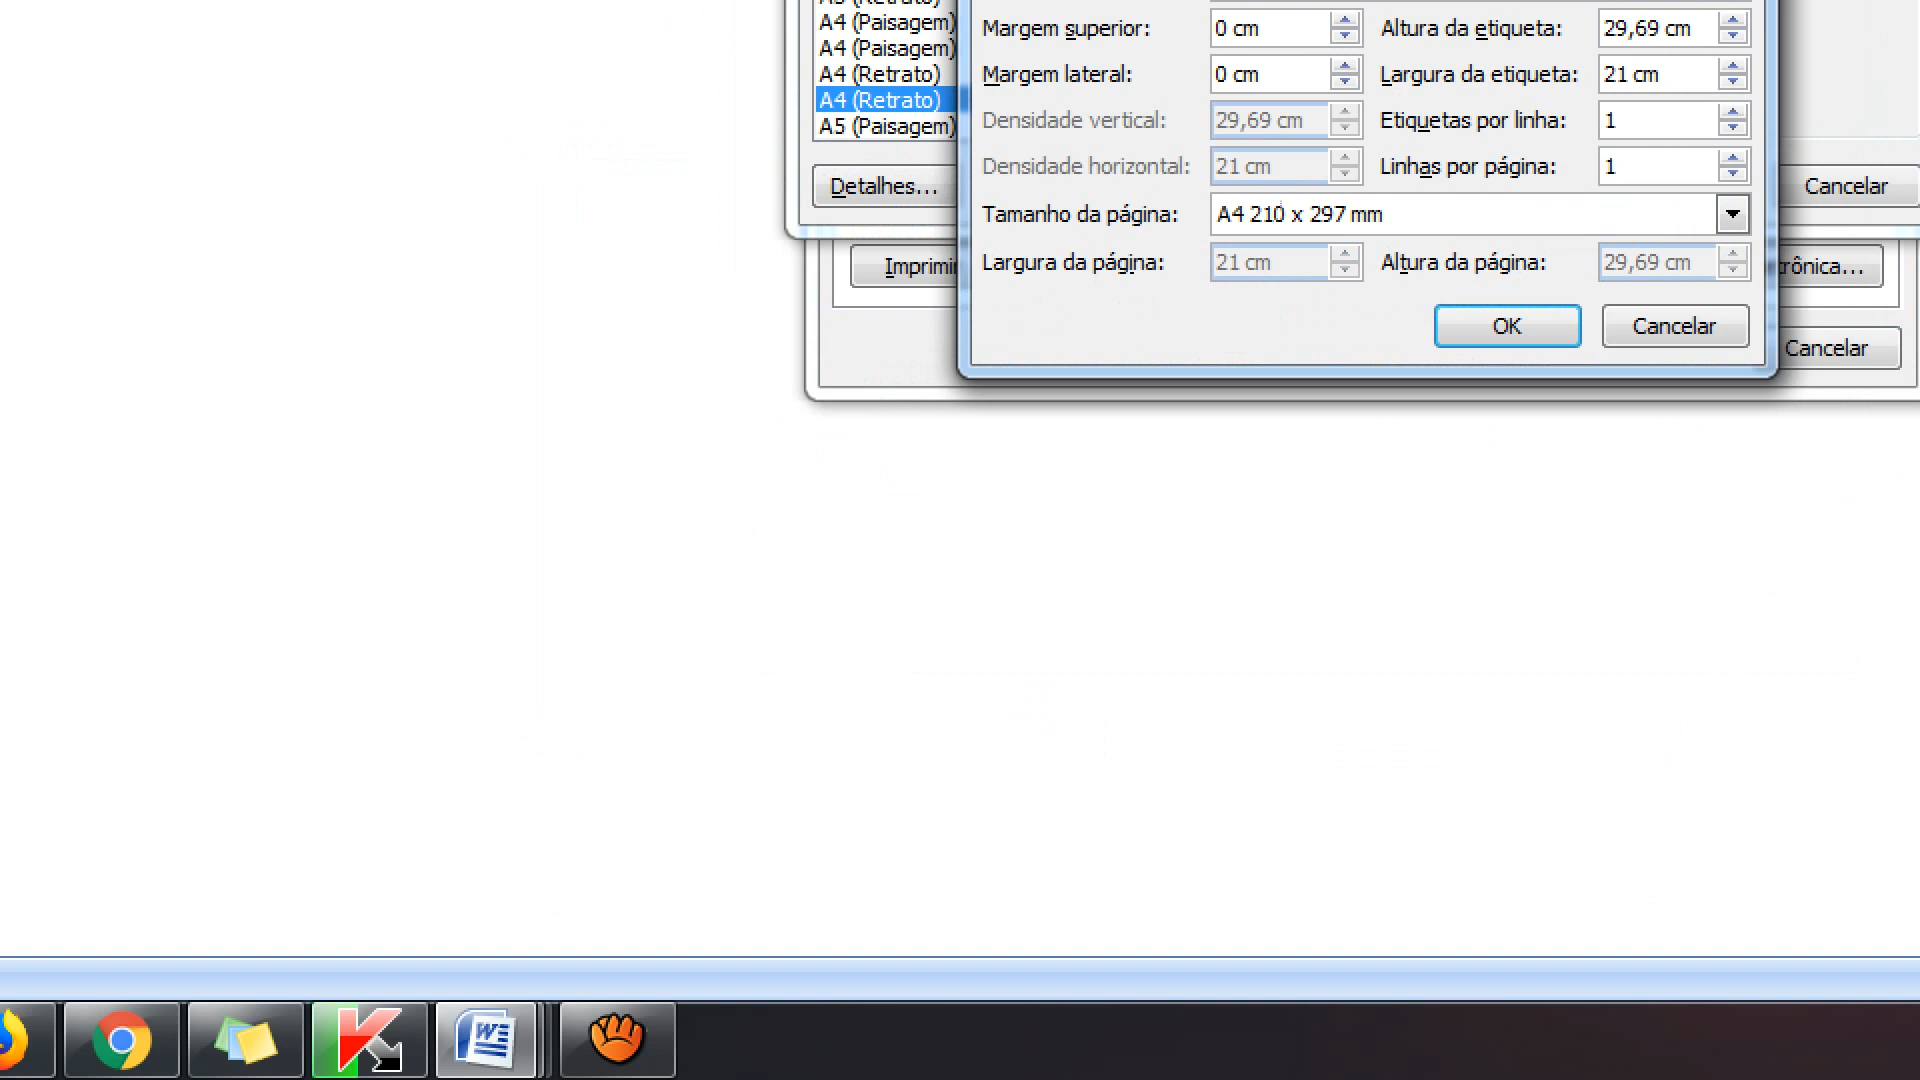 A4 (Paisagem)
A4 (Paisagem)
A4 (Retrato)
A4 (Retrato)
A5 (Paisagem)
Detalhes...
Imprimir
Margem superior: 0 cm Altura da etiqueta: 29,69 cm
Margem lateral: 0 cm Largura da etiqueta: 21 cm
Densidade vertical: 29,69 cm Etiquetas por linha: 1
Densidade horizontal: 21 cm Linhas por página: 1
Tamanho da página: A4 210 x 297 mm
Largura da página: 21 cm Altura da página: 29,69 cm
OK Cancelar
Cancelar
trônica...
Cancelar